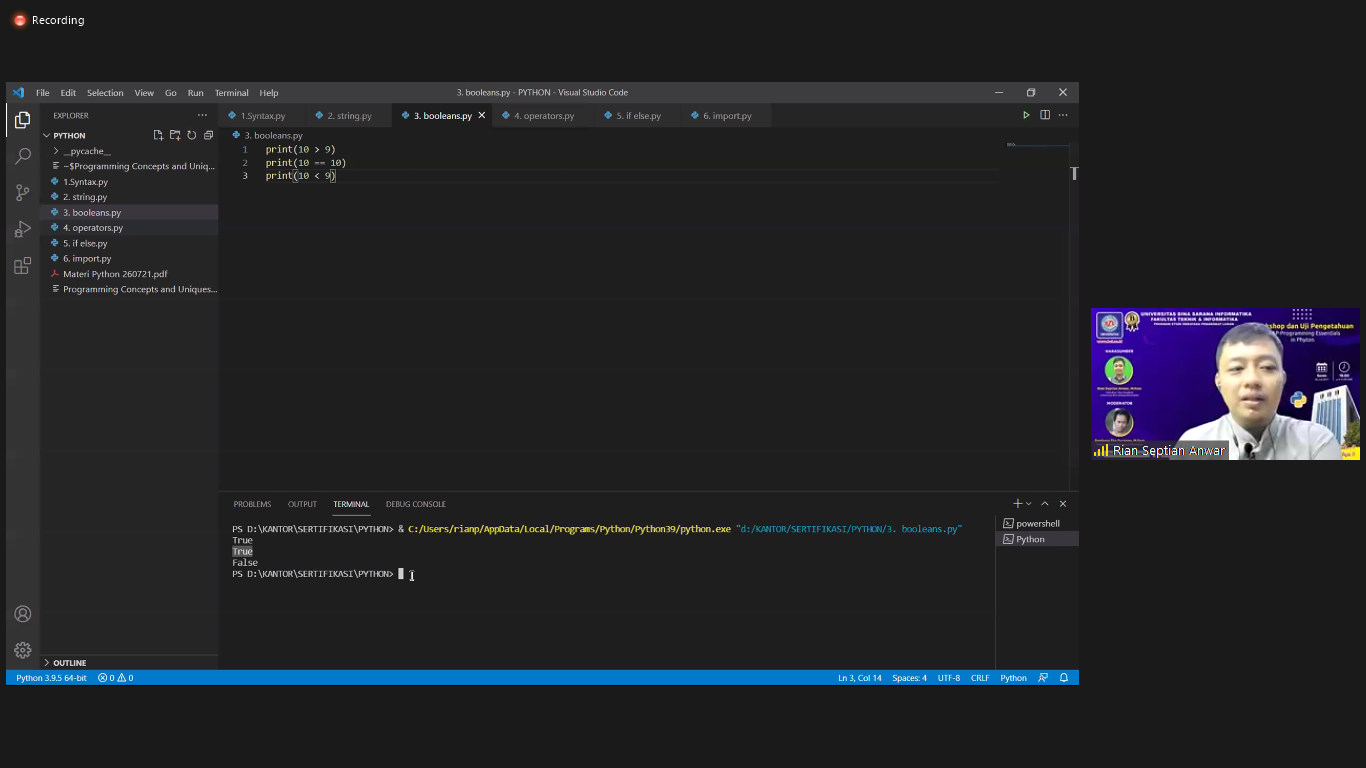 Recording
File Edit Selection View Go Run Terminal Help
3. booleans.py - PYTHON - Visual Studio Code
EXPLORER
PYTHON
__pycache__
~$Programming Concepts and Uniq...
1.Syntax.py
2. string.py
3. booleans.py
4. operators.py
5. if else.py
6. import.py
Materi Python 260721.pdf
Programming Concepts and Uniques...
OUTLINE
1.Syntax.py 2. string.py 3. booleans.py 4. operators.py 5. if else.py 6. import.py
3. booleans.py
1 print(10 > 9)
2 print(10 == 10)
3 print(10 < 9)
PROBLEMS OUTPUT TERMINAL DEBUG CONSOLE
PS D:\KANTOR\SERTIFIKASI\PYTHON> & C:/Users/rianp/AppData/Local/Programs/Python/Python39/python.exe "d:/KANTOR/SERTIFIKASI/PYTHON/3. booleans.py"
True
True
False
PS D:\KANTOR\SERTIFIKASI\PYTHON>
powershell
Python
Python 3.9.5 64-bit 0 0
Ln 3, Col 14 Spaces: 4 UTF-8 CRLF Python
UNIVERSITAS BINA SARANA INFORMATIKA
FAKULTAS TEKNIK & INFORMATIKA
shop dan Uji Pengetahuan
P-Programming Essentials
in Phyton
NARASUMBER
MODERATOR
Rian Septian Anwar